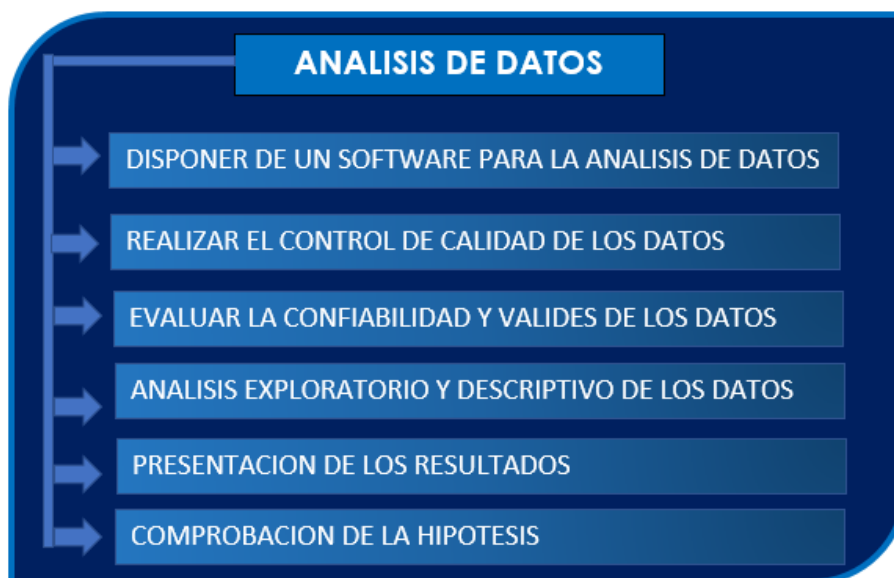 ANALISIS DE DATOS
DISPONER DE UN SOFTWARE PARA LA ANALISIS DE DATOS
REALIZAR EL CONTROL DE CALIDAD DE LOS DATOS
EVALUAR LA CONFIABILIDAD Y VALIDES DE LOS DATOS
ANALISIS EXPLORATORIO Y DESCRIPTIVO DE LOS DATOS
PRESENTACION DE LOS RESULTADOS
COMPROBACION DE LA HIPOTESIS